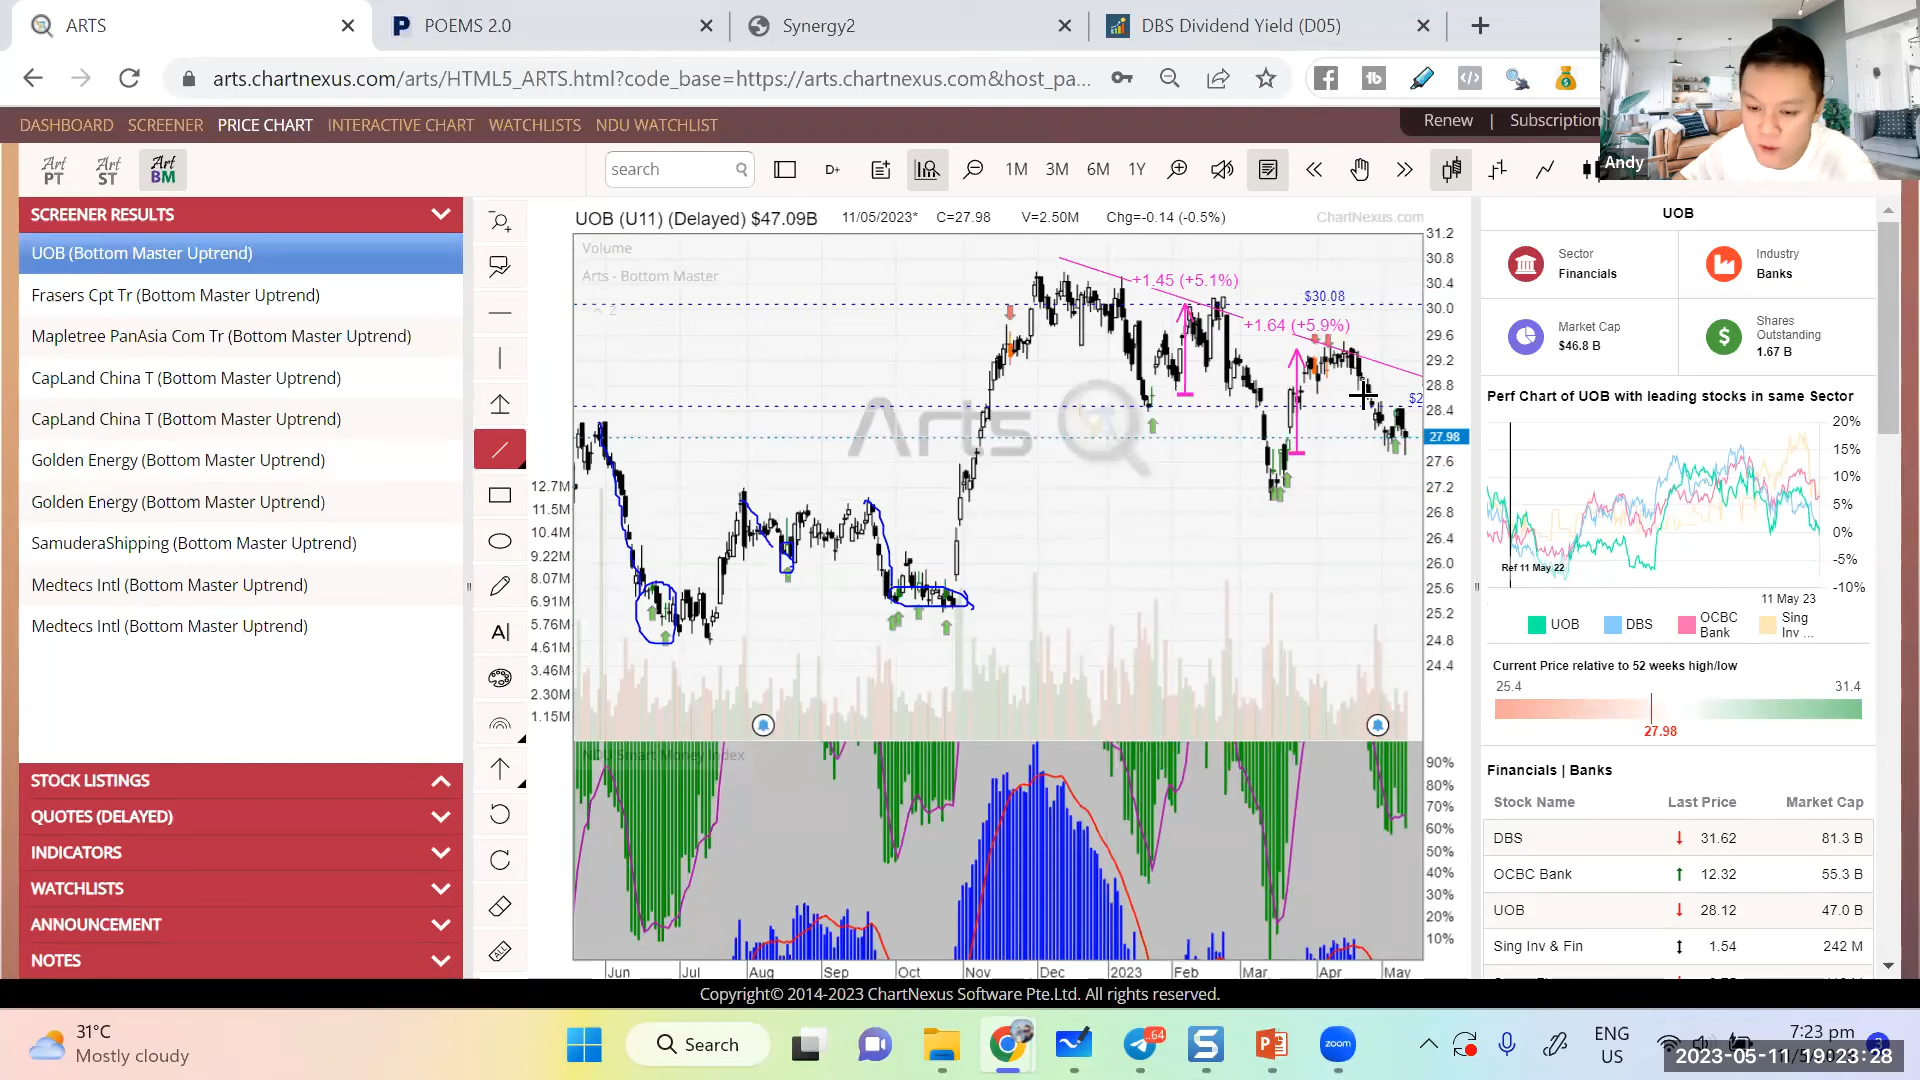 ARTS
POEMS 2.0
Synergy2
DBS Dividend Yield (D05)
arts.chartnexus.com/arts/HTML5_ARTS.html?code_base=https://arts.chartnexus.com&host_pa...
Andy
DASHBOARD SCREENER PRICE CHART INTERACTIVE CHART WATCHLISTS NDU WATCHLIST
Renew | Subscription
Art PT
Art ST
Art BM
search
D+
1M 3M 6M 1Y
SCREENER RESULTS
UOB (Bottom Master Uptrend)
Frasers Cpt Tr (Bottom Master Uptrend)
Mapletree PanAsia Com Tr (Bottom Master Uptrend)
CapLand China T (Bottom Master Uptrend)
CapLand China T (Bottom Master Uptrend)
Golden Energy (Bottom Master Uptrend)
Golden Energy (Bottom Master Uptrend)
SamuderaShipping (Bottom Master Uptrend)
Medtecs Intl (Bottom Master Uptrend)
Medtecs Intl (Bottom Master Uptrend)
STOCK LISTINGS
QUOTES (DELAYED)
INDICATORS
WATCHLISTS
ANNOUNCEMENT
NOTES
A|
UOB (U11) (Delayed) $47.09B 11/05/2023* C=27.98 V=2.50M Chg=-0.14 (-0.5%)
ChartNexus.com
Volume
Arts - Bottom Master
Arts
+1.45 (+5.1%)
$30.08
+1.64 (+5.9%)
$2
31.2
30.8
30.4
30.0
29.6
29.2
28.8
28.4
27.98
27.6
27.2
26.8
26.4
26.0
25.6
25.2
24.8
24.4
12.7M
11.5M
10.4M
9.22M
8.07M
6.91M
5.76M
4.61M
3.46M
2.30M
1.15M
NDU Smart Money Index
90%
80%
70%
60%
50%
40%
30%
20%
10%
Jun Jul Aug Sep Oct Nov Dec 2023 Feb Mar Apr May
UOB
Sector
Financials
Industry
Banks
Market Cap
$46.8 B
Shares
Outstanding
1.67 B
Perf Chart of UOB with leading stocks in same Sector
20%
15%
10%
5%
0%
-5%
-10%
Ref 11 May 22
11 May 23
UOB
DBS
OCBC
Bank
Sing
Inv ...
Current Price relative to 52 weeks high/low
25.4 31.4
27.98
Financials | Banks
Stock Name Last Price Market Cap
DBS 31.62 81.3 B
OCBC Bank 12.32 55.3 B
UOB 28.12 47.0 B
Sing Inv & Fin 1.54 242 M
Copyright© 2014-2023 ChartNexus Software Pte.Ltd. All rights reserved.
31°C
Mostly cloudy
Search
64
zoom
ENG
US
7:23 pm
2023-05-11 19:23:28